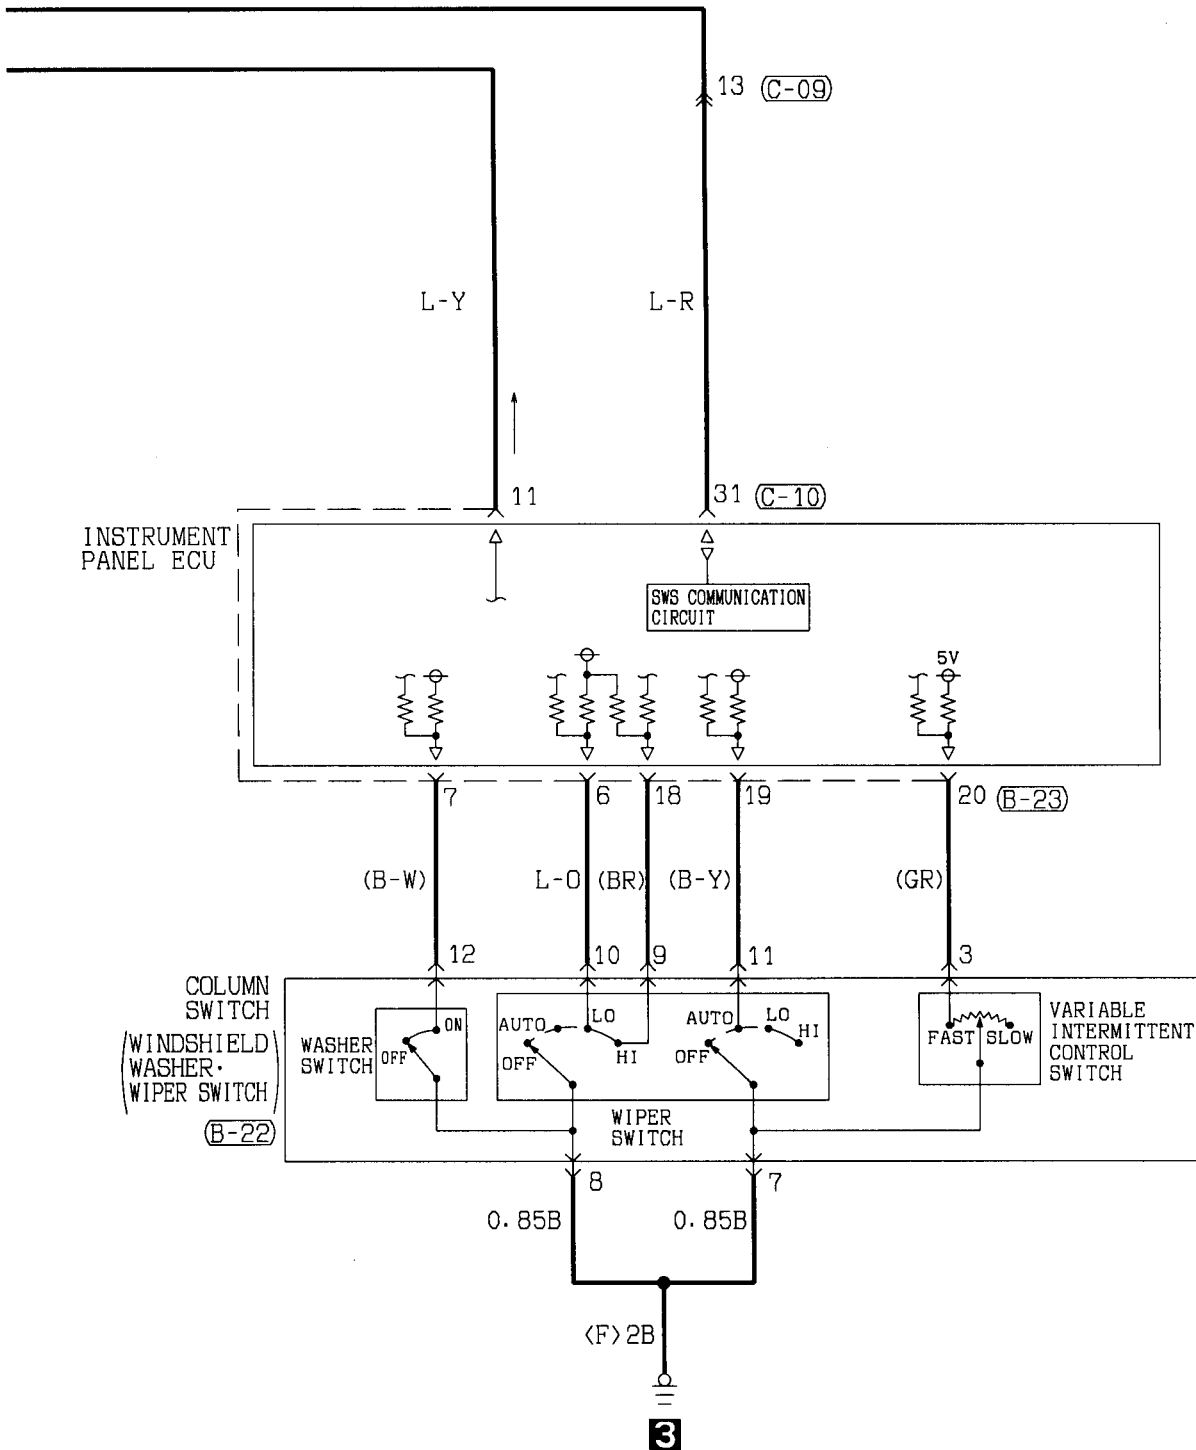 13 (C-09)
L-Y
L-R
11
31 (C-10)
INSTRUMENT
PANEL ECU
SWS COMMUNICATION
CIRCUIT
5V
7
6
18
19
20 (B-23)
(B-W)
L-O
(BR)
(B-Y)
(GR)
12
10
9
11
3
COLUMN
SWITCH
(WINDSHIELD
WASHER·
WIPER SWITCH)
(B-22)
WASHER
SWITCH
ON
OFF
AUTO
LO
OFF
HI
AUTO
LO
OFF
HI
FAST SLOW
VARIABLE
INTERMITTENT
CONTROL
SWITCH
WIPER
SWITCH
8
7
0.85B
0.85B
〈F〉2B
3